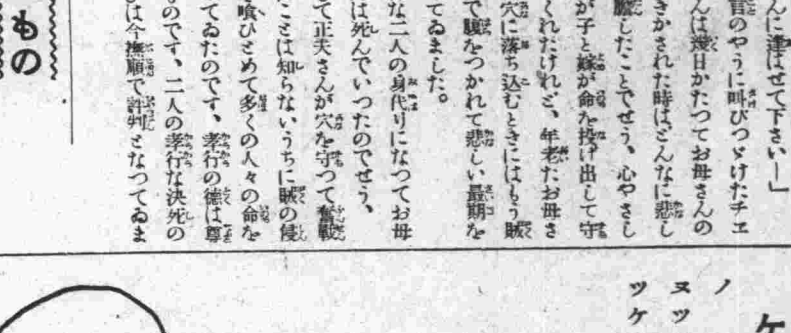 んに逢はせて下さい―」
言のやうに叫びつゞけたチエ
んは幾日かたつてお母さんの
きかされた時はどんなに悲し
膽したことでせう、心やさし
が子と嫁が命を投げ出して守
くれたけれど、年老たお母さ
穴に落ち込むときにはもう賊
で腹をつかれて悲しい最期を
てゐました。
な二人の身代りになつてお母
は死んでいつたのでせう、
て正夫さんが穴を守つて奮戰
ことは知らないうちに賊の侵
喰ひとめて多くの人々の命を
てゐたのです、孝行の德は尊
ものです、二人の孝行な決死の
は今撫順で評判となつてゐま
もの
ノ
ヌツ
ツケ